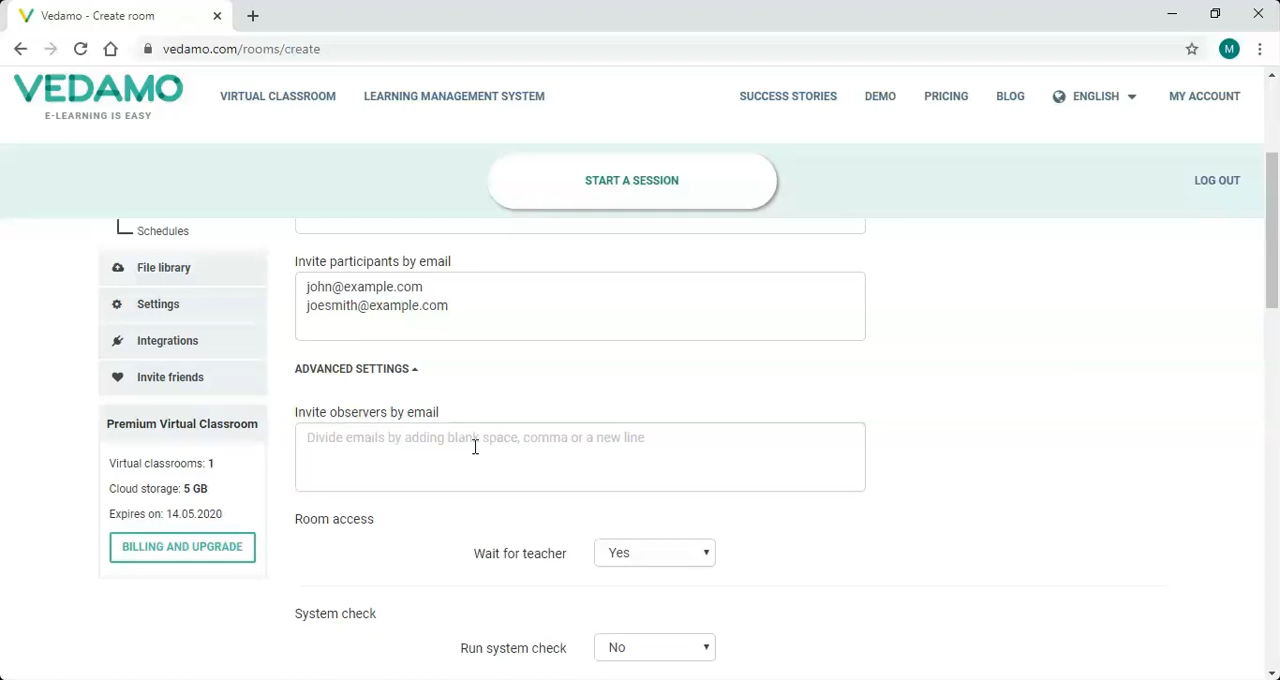 Vedamo - Create room
vedamo.com/rooms/create
M
VEDAMO
E-LEARNING IS EASY
VIRTUAL CLASSROOM
LEARNING MANAGEMENT SYSTEM
SUCCESS STORIES
DEMO
PRICING
BLOG
ENGLISH
MY ACCOUNT
START A SESSION
LOG OUT
Schedules
File library
Settings
Integrations
Invite friends
Premium Virtual Classroom
Virtual classrooms: 1
Cloud storage: 5 GB
Expires on: 14.05.2020
BILLING AND UPGRADE
Invite participants by email
john@example.com
joesmith@example.com
ADVANCED SETTINGS
Invite observers by email
Divide emails by adding blank space, comma or a new line
Room access
Wait for teacher
Yes
System check
Run system check
No